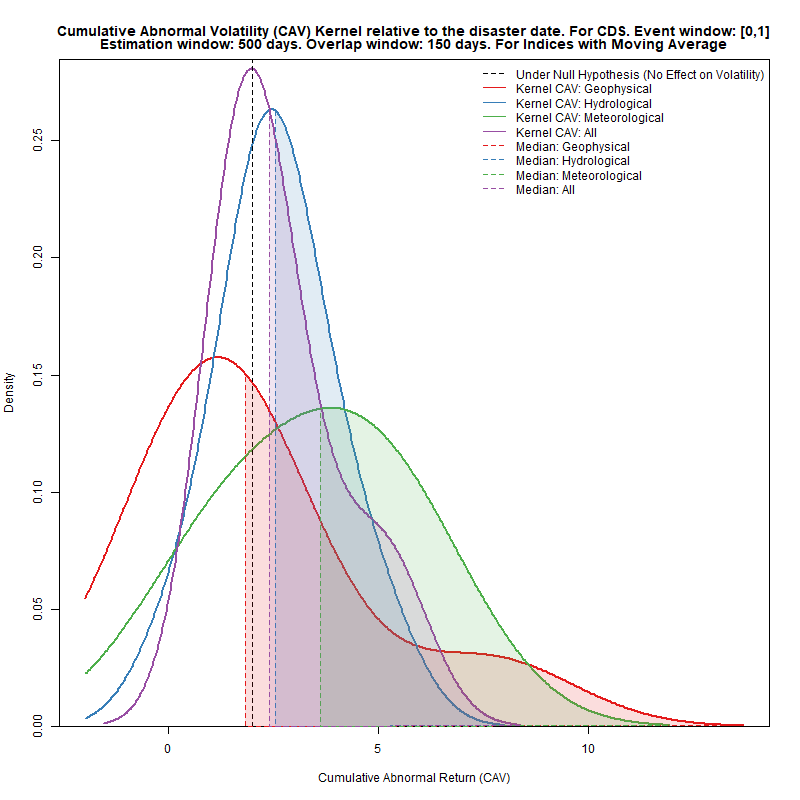 Cumulative Abnormal Volatility (CAV) Kernel relative to the disaster date. For CDS. Event window: [0,1]
Estimation window: 500 days. Overlap window: 150 days. For Indices with Moving Average
Under Null Hypothesis (No Effect on Volatility)
Kernel CAV: Geophysical
Kernel CAV: Hydrological
Kernel CAV: Meteorological
Kernel CAV: All
Median: Geophysical
Median: Hydrological
Median: Meteorological
Median: All
Density
0.25
0.20
0.15
0.10
0.05
0.00
0 5 10
Cumulative Abnormal Return (CAV)